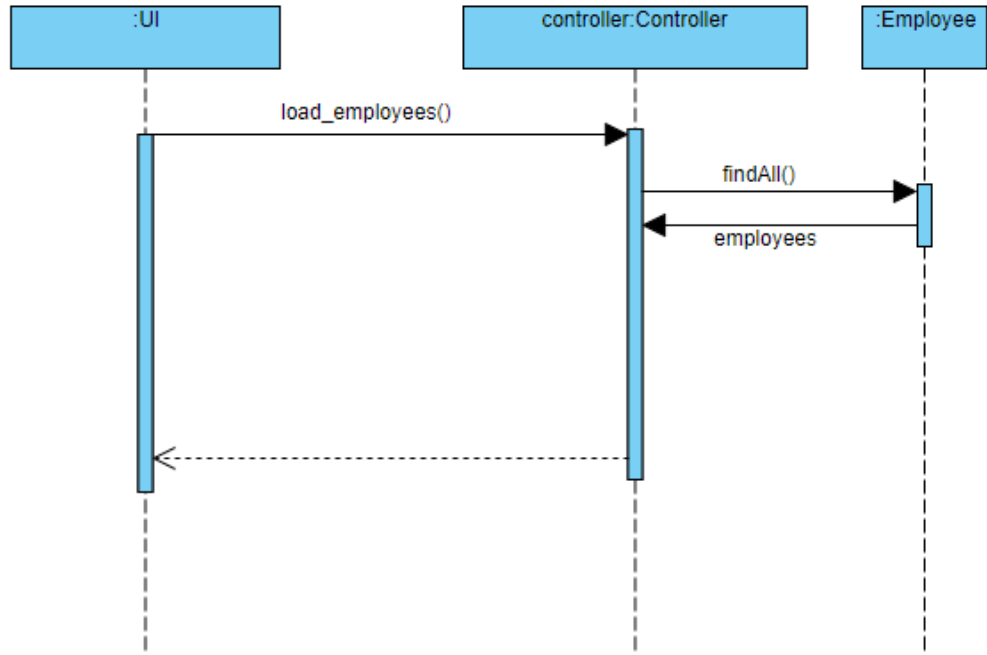 :UI
controller:Controller
:Employee
load_employees()
findAll()
employees